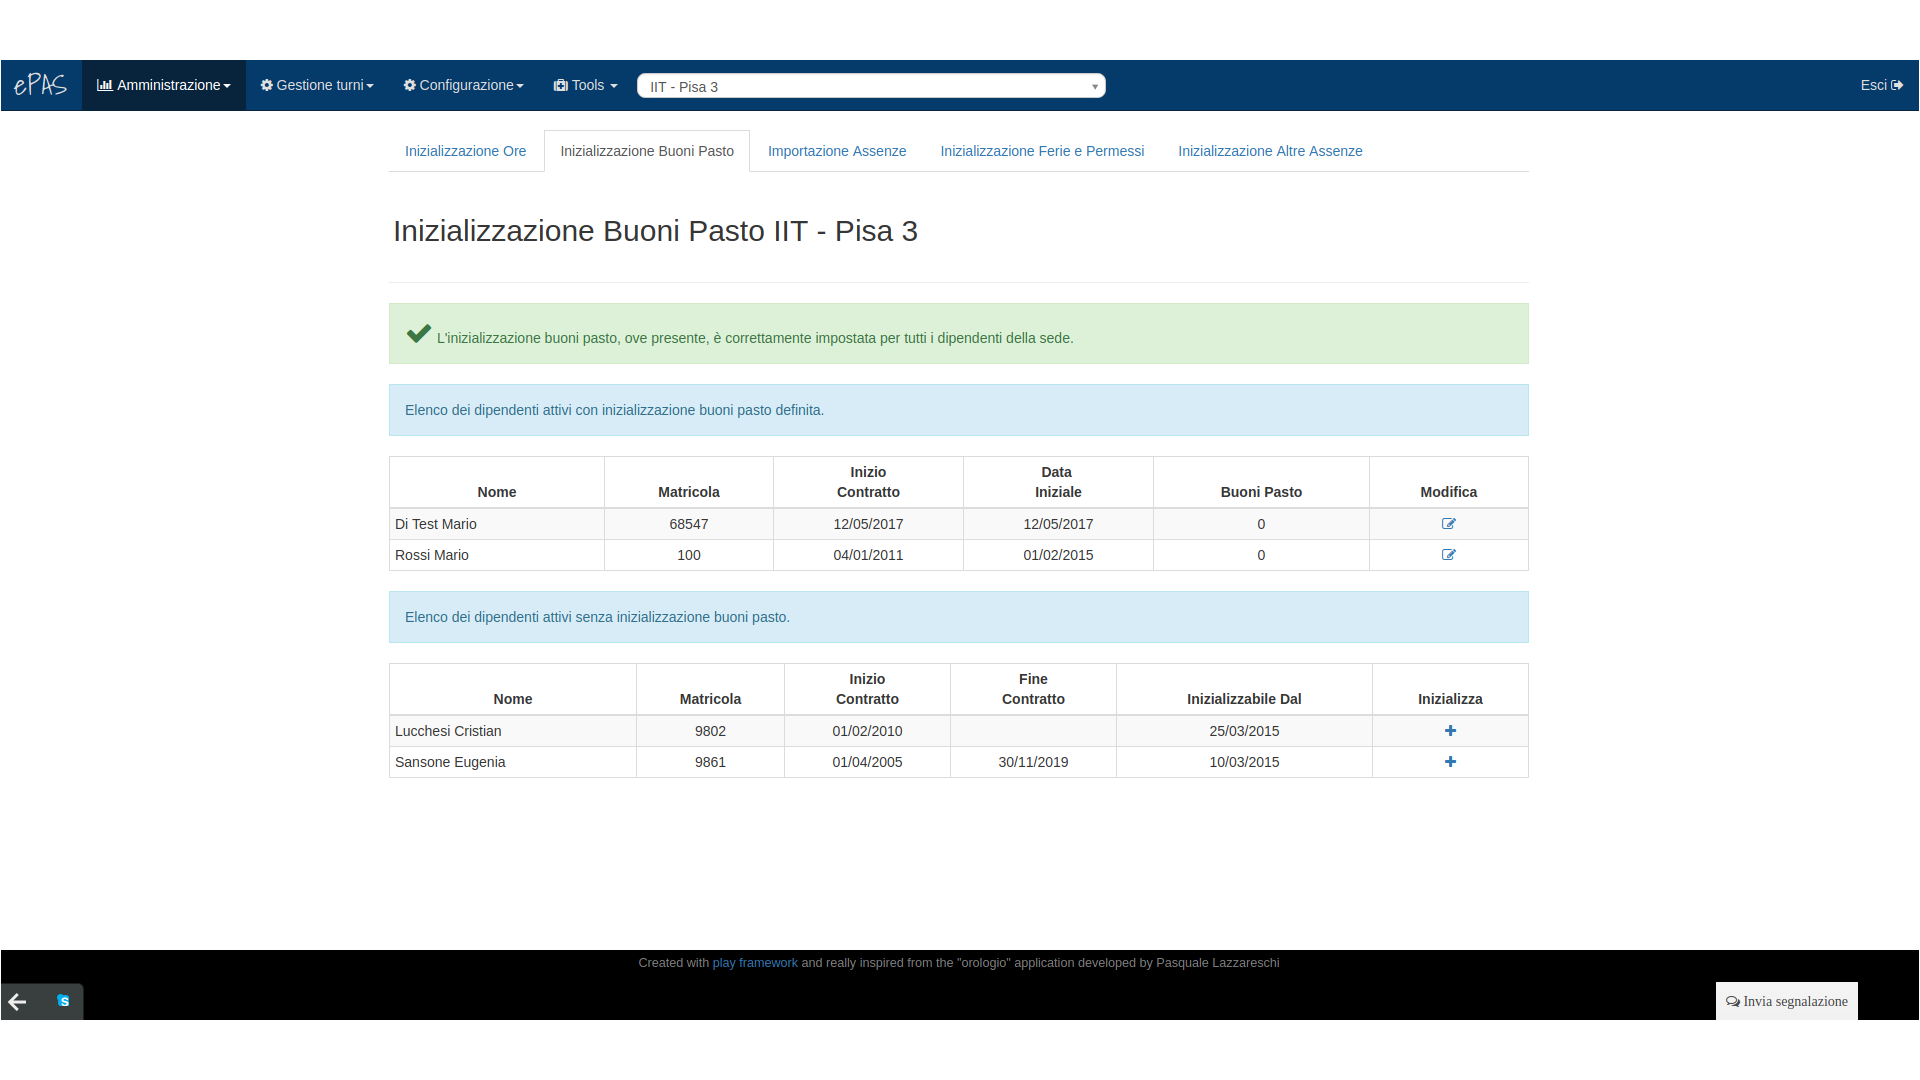 ePAS Amministrazione Gestione turni Configurazione Tools IIT - Pisa 3 Esci
Inizializzazione Ore Inizializzazione Buoni Pasto Importazione Assenze Inizializzazione Ferie e Permessi Inizializzazione Altre Assenze
Inizializzazione Buoni Pasto IIT - Pisa 3
L'inizializzazione buoni pasto, ove presente, è correttamente impostata per tutti i dipendenti della sede.
Elenco dei dipendenti attivi con inizializzazione buoni pasto definita.
Nome Matricola Inizio Contratto Data Iniziale Buoni Pasto Modifica
Di Test Mario 68547 12/05/2017 12/05/2017 0
Rossi Mario 100 04/01/2011 01/02/2015 0
Elenco dei dipendenti attivi senza inizializzazione buoni pasto.
Nome Matricola Inizio Contratto Fine Contratto Inizializzabile Dal Inizializza
Lucchesi Cristian 9802 01/02/2010 25/03/2015
Sansone Eugenia 9861 01/04/2005 30/11/2019 10/03/2015
Created with play framework and really inspired from the "orologio" application developed by Pasquale Lazzareschi
Invia segnalazione